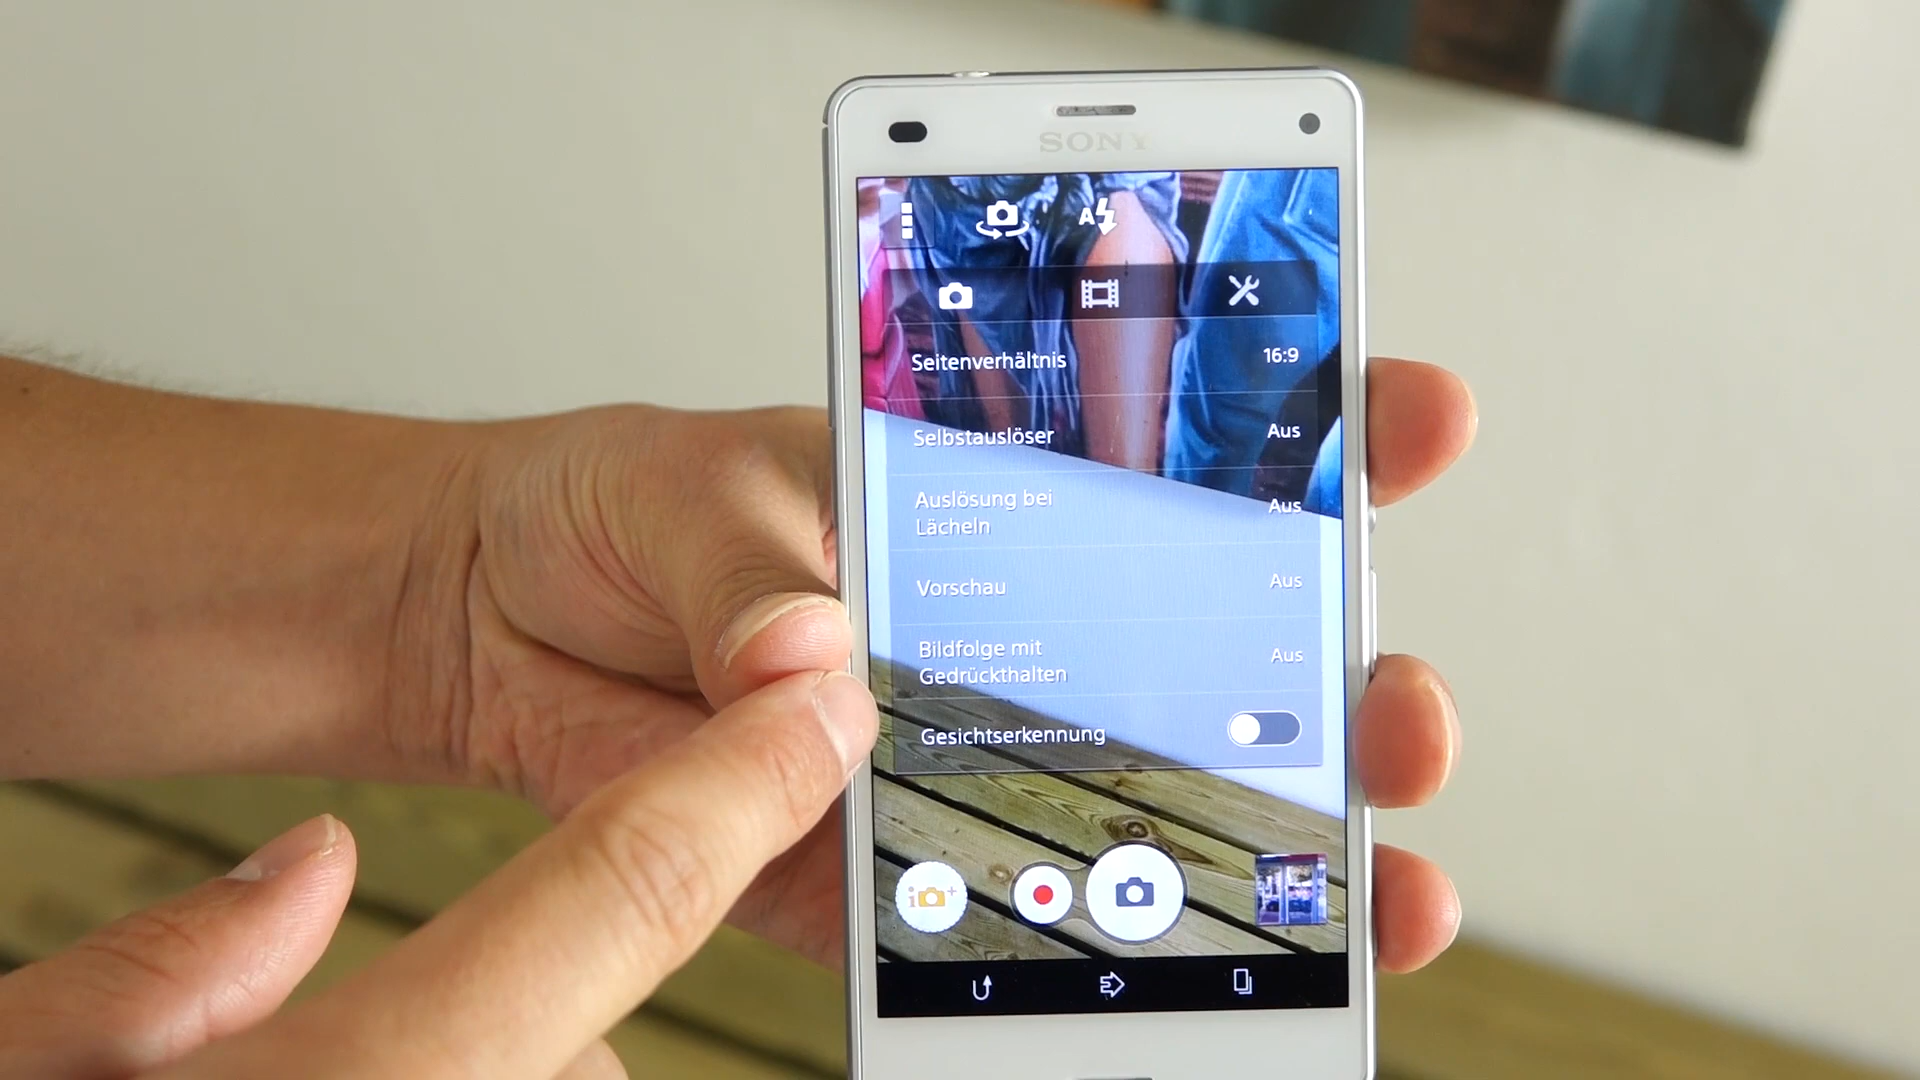 SONY
A
Seitenverhältnis 16:9
Selbstauslöser Aus
Auslösung bei
Lächeln Aus
Vorschau Aus
Bildfolge mit
Gedrückthalten Aus
Gesichtserkennung
i +